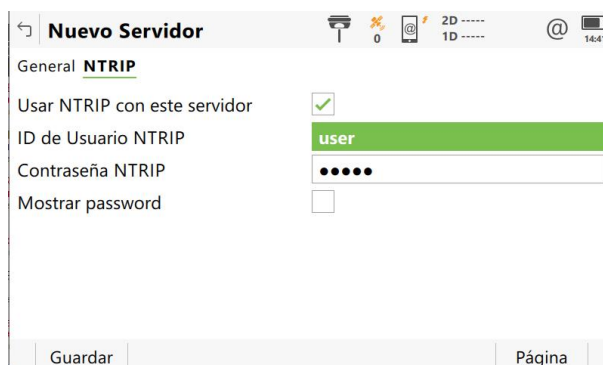 Nuevo Servidor
0
@
2D -----
1D -----
@
General NTRIP
Usar NTRIP con este servidor
ID de Usuario NTRIP
user
Contraseña NTRIP
●●●●●
Mostrar password
Guardar
Página